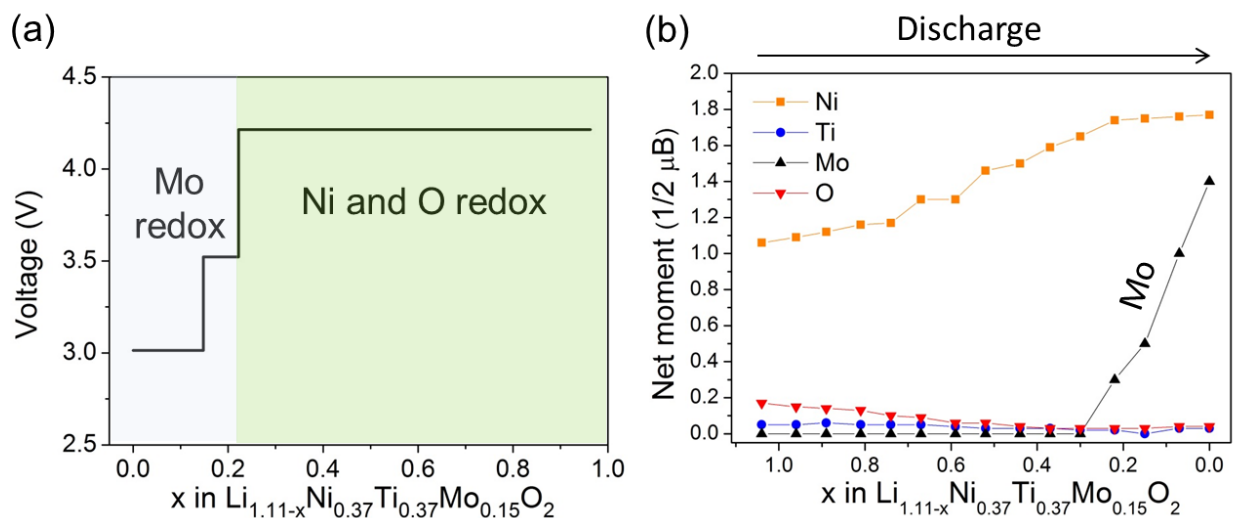 (a)
4.5
4.0
3.5
3.0
2.5
Voltage (V)
Mo
redox
Ni and O redox
0.0 0.2 0.4 0.6 0.8 1.0
x in Li1.11-xNi0.37Ti0.37Mo0.15O2
(b)
Discharge
2.0
1.8
1.6
1.4
1.2
1.0
0.8
0.6
0.4
0.2
0.0
Net moment (1/2 μB)
Ni
Ti
Mo
O
Mo
1.0 0.8 0.6 0.4 0.2 0.0
x in Li1.11-xNi0.37Ti0.37Mo0.15O2